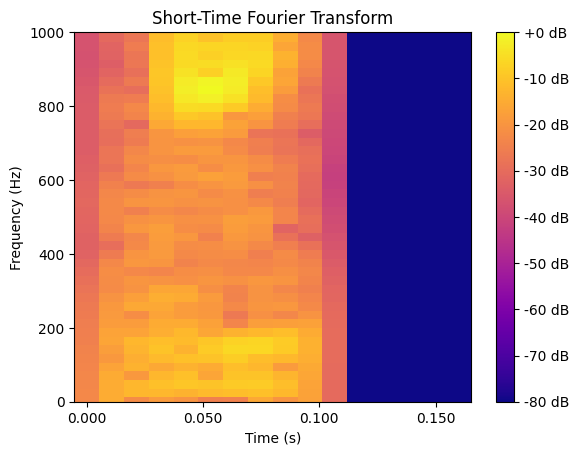 Short-Time Fourier Transform
1000
800
600
400
200
0
Frequency (Hz)
0.000
0.050
0.100
0.150
Time (s)
+0 dB
-10 dB
-20 dB
-30 dB
-40 dB
-50 dB
-60 dB
-70 dB
-80 dB